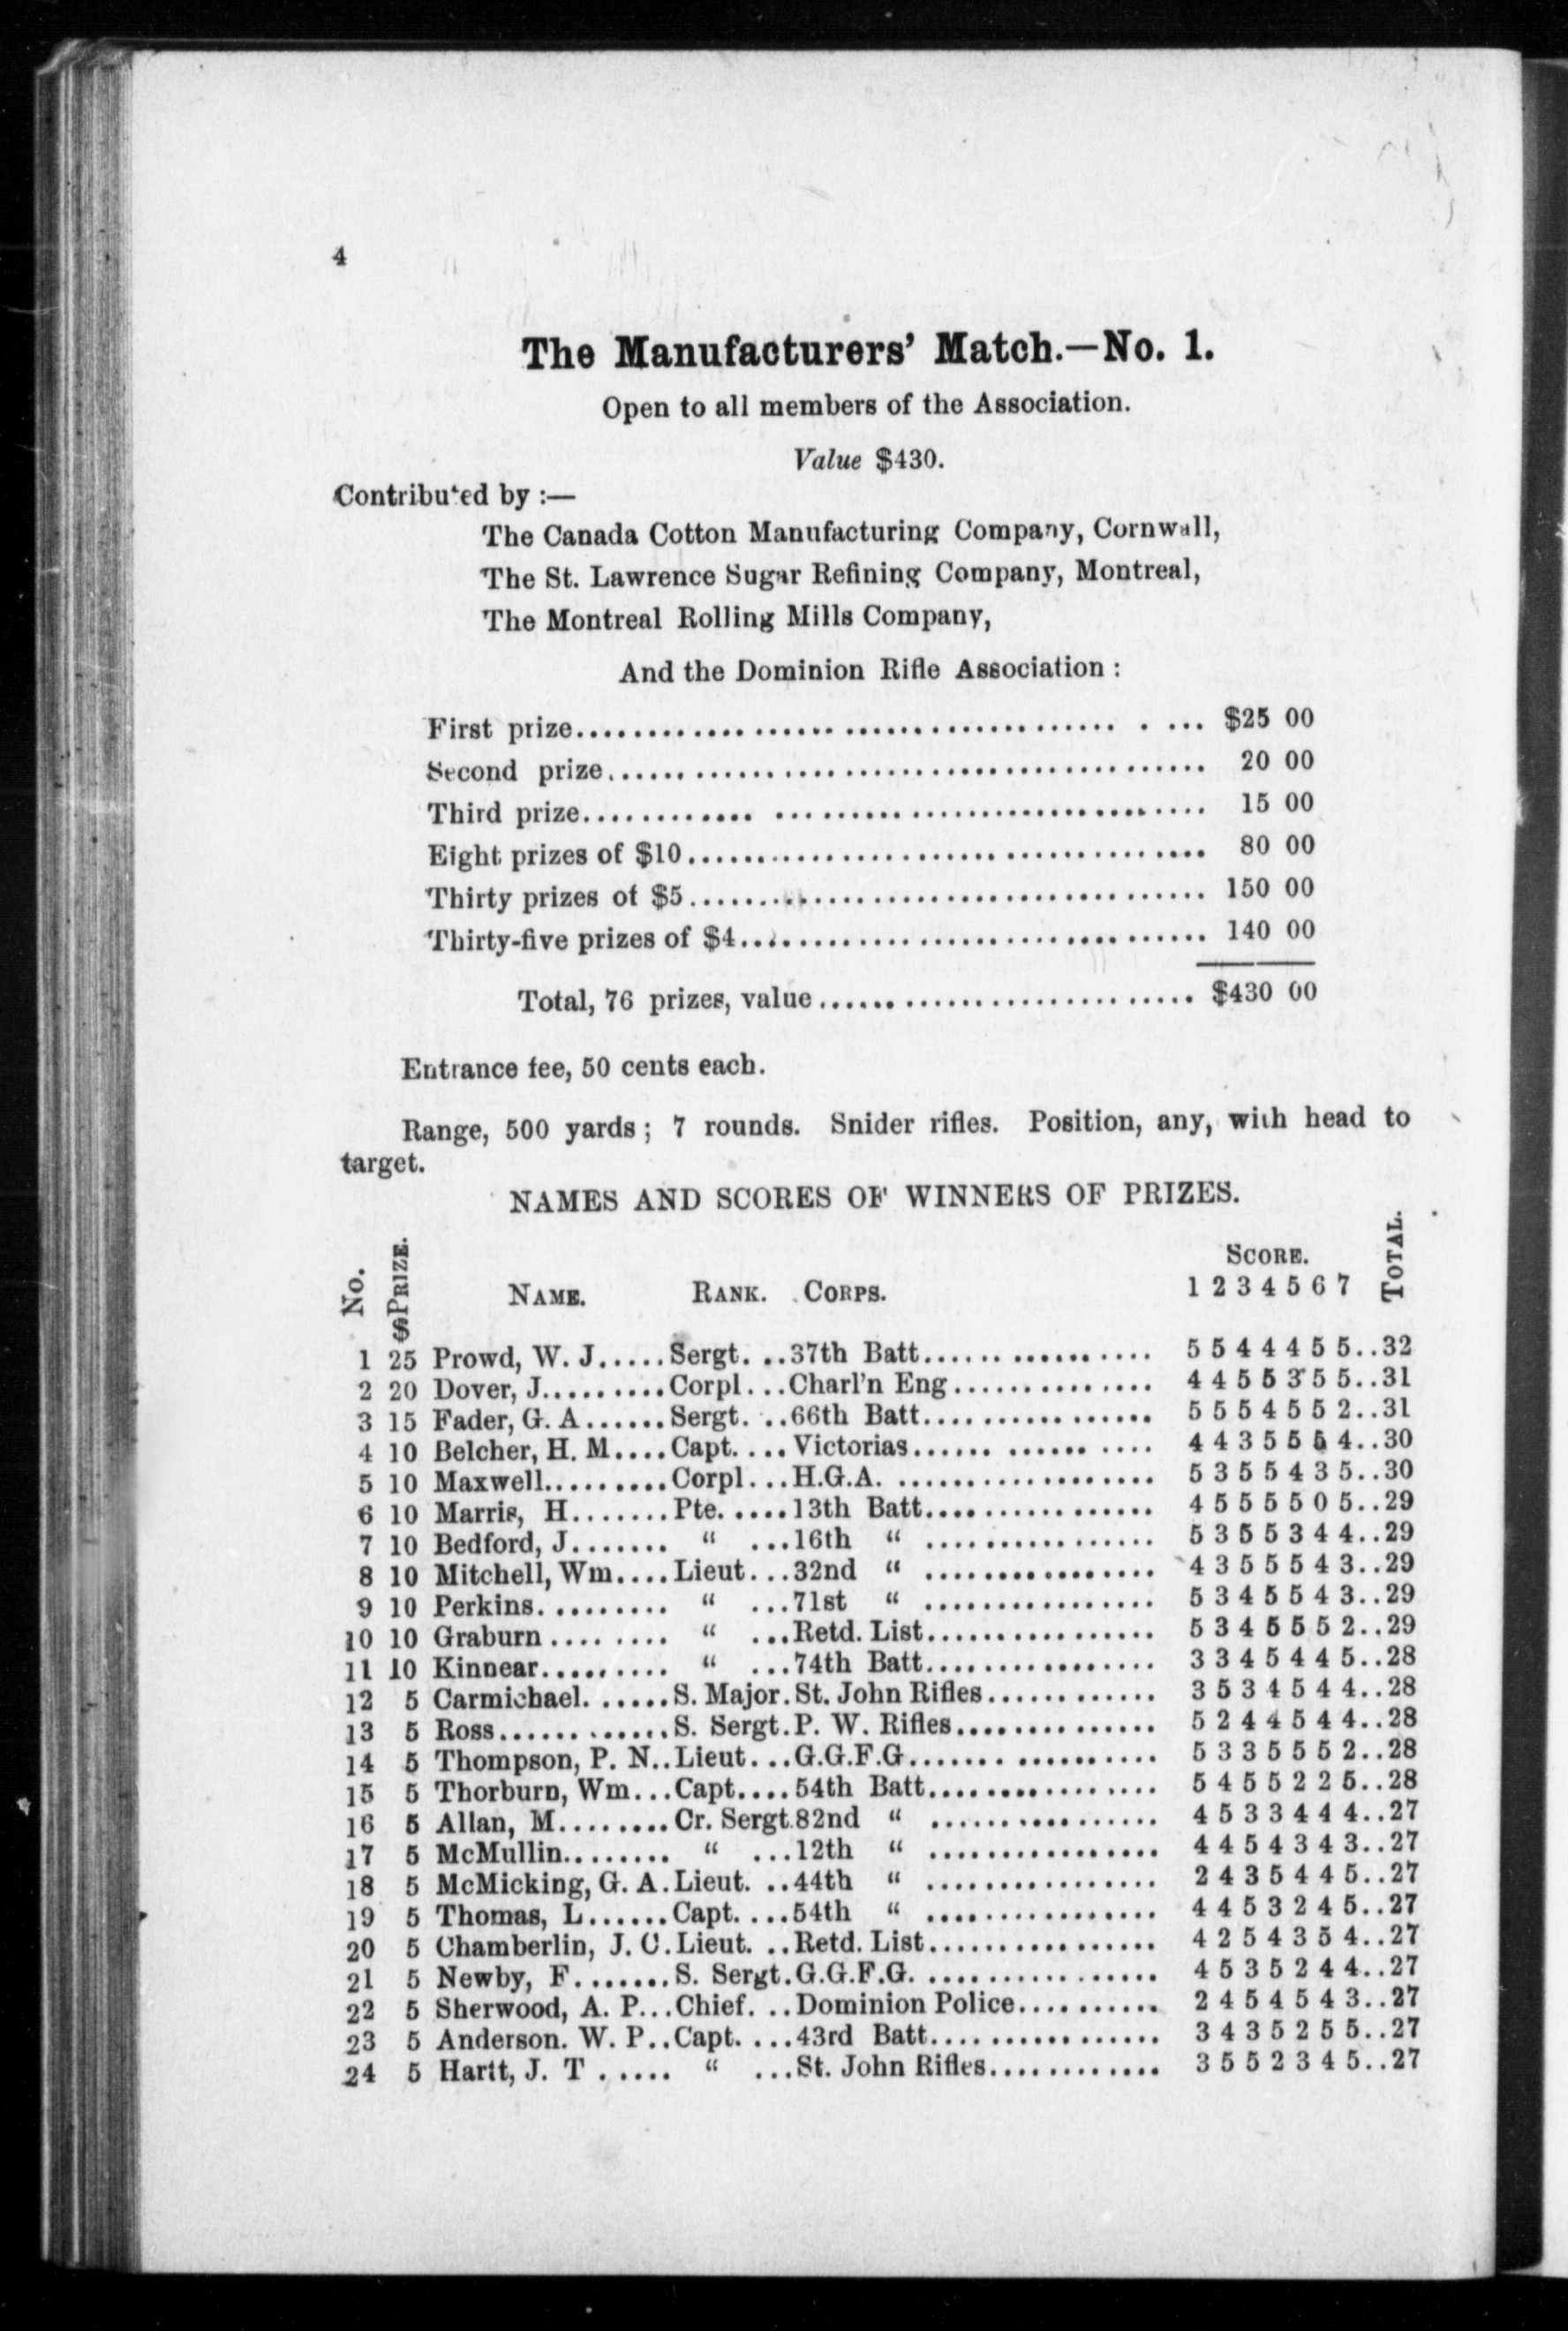 4
The Manufacturers' Match.—No. 1.
Open to all members of the Association.
Value $430.
Contributed by :—
The Canada Cotton Manufacturing Company, Cornwall,
The St. Lawrence Sugar Refining Company, Montreal,
The Montreal Rolling Mills Company,
And the Dominion Rifle Association :
First prize........ $25 00
Second prize........ 20 00
Third prize........ 15 00
Eight prizes of $10........ 80 00
Thirty prizes of $5........ 150 00
Thirty-five prizes of $4........ 140 00
Total, 76 prizes, value........ $430 00
Entrance fee, 50 cents each.
Range, 500 yards; 7 rounds. Snider rifles. Position, any, with head to
target.
NAMES AND SCORES OF WINNERS OF PRIZES.
No. $PRIZE. NAME. RANK. CORPS. SCORE. TOTAL.
1 2 3 4 5 6 7
1 25 Prowd, W. J.....Sergt. ...37th Batt........ 5 5 4 4 4 5 5..32
2 20 Dover, J.........Corpl...Charl'n Eng........ 4 4 5 5 3 5 5..31
3 15 Fader, G. A......Sergt. ...66th Batt........ 5 5 5 4 5 5 2..31
4 10 Belcher, H. M....Capt. ...Victorias........ 4 4 3 5 5 5 4..30
5 10 Maxwell.........Corpl...H.G.A. ........ 5 3 5 5 4 3 5..30
6 10 Marris, H.......Pte. ....13th Batt........ 4 5 5 5 5 0 5..29
7 10 Bedford, J....... " ...16th " ........ 5 3 5 5 3 4 4..29
8 10 Mitchell, Wm....Lieut...32nd " ........ 4 3 5 5 5 4 3..29
9 10 Perkins. ........ " ...71st " ........ 5 3 4 5 5 4 3..29
10 10 Graburn ........ " ...Retd. List........ 5 3 4 5 5 5 2..29
11 10 Kinnear......... " ...74th Batt........ 3 3 4 5 4 4 5..28
12 5 Carmichael. ......S. Major. St. John Rifles........ 3 5 3 4 5 4 4..28
13 5 Ross............S. Sergt. P. W. Rifles........ 5 2 4 4 5 4 4..28
14 5 Thompson, P. N..Lieut...G.G.F.G........ 5 3 3 5 5 5 2..28
15 5 Thorburn, Wm...Capt....54th Batt........ 5 4 5 5 2 2 5..28
16 5 Allan, M........Cr. Sergt.82nd " ........ 4 5 3 3 4 4 4..27
17 5 McMullin........ " ...12th " ........ 4 4 5 4 3 4 3..27
18 5 McMicking, G. A.Lieut. ..44th " ........ 2 4 3 5 4 4 5..27
19 5 Thomas, L......Capt. ...54th " ........ 4 4 5 3 2 4 5..27
20 5 Chamberlin, J. C.Lieut. ..Retd. List........ 4 2 5 4 3 5 4..27
21 5 Newby, F.......S. Sergt.G.G.F.G. ........ 4 5 3 5 2 4 4..27
22 5 Sherwood, A. P...Chief. ..Dominion Police........ 2 4 5 4 5 4 3..27
23 5 Anderson. W. P..Capt. ...43rd Batt........ 3 4 3 5 2 5 5..27
24 5 Hartt, J. T ..... " ...St. John Rifles........ 3 5 5 2 3 4 5..27